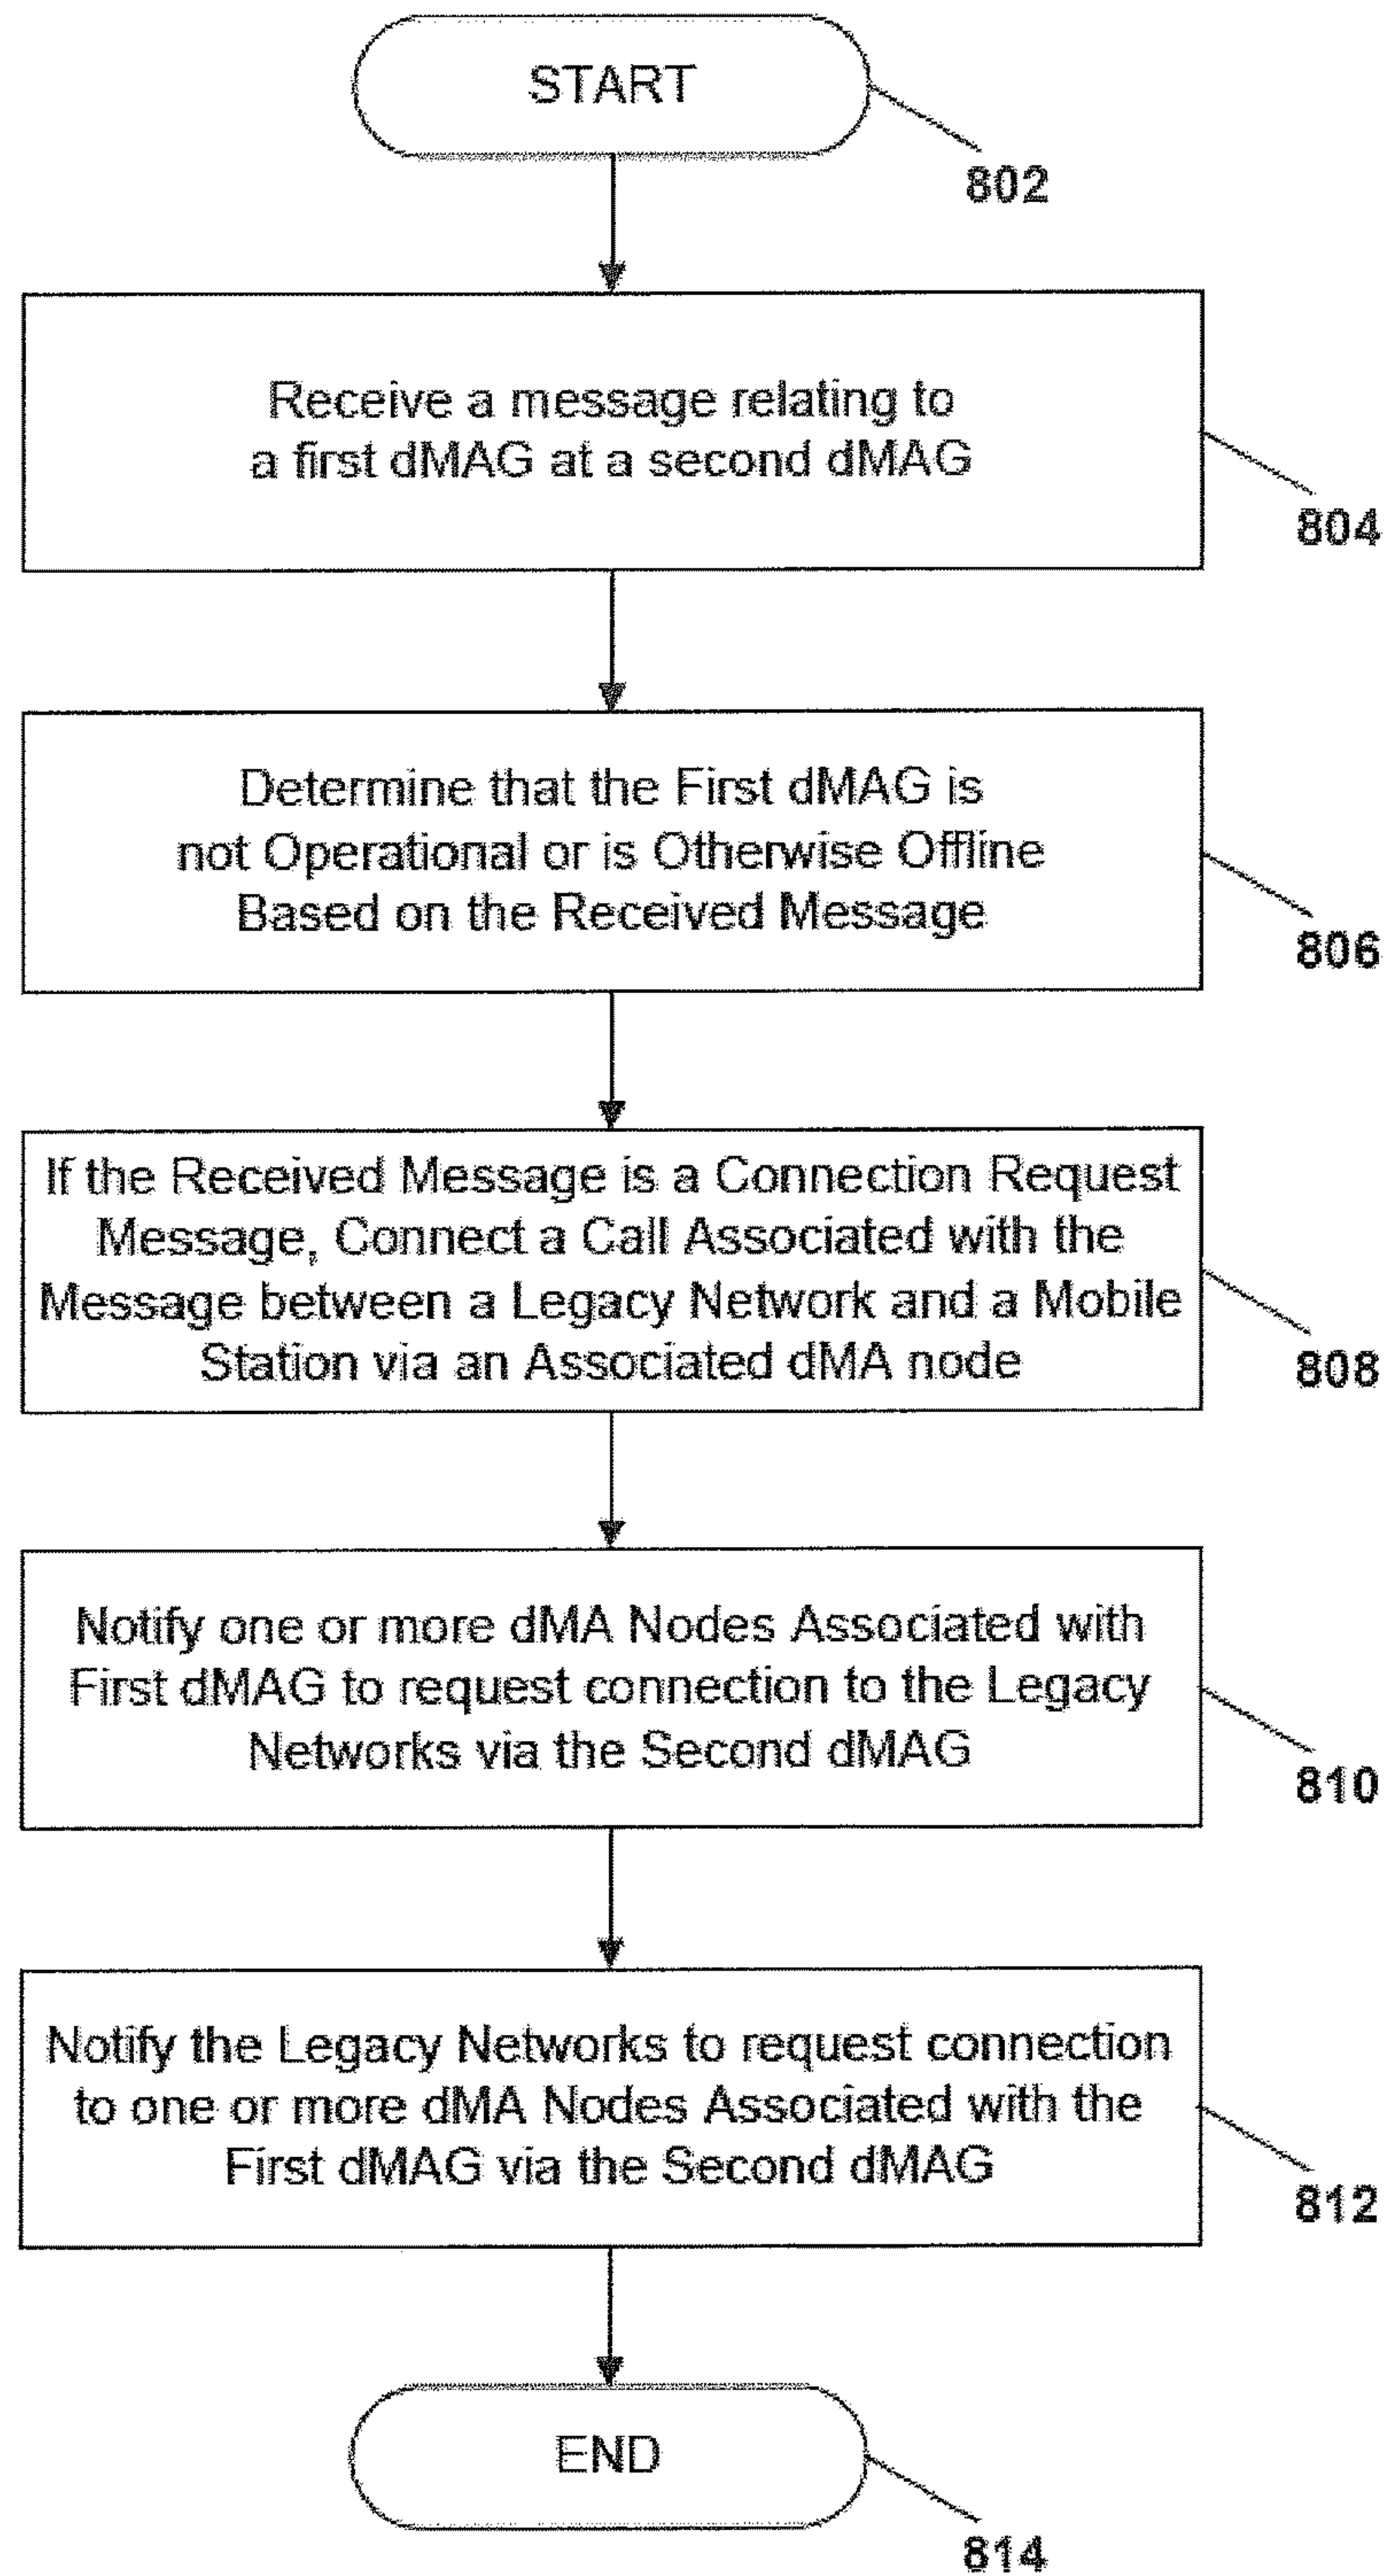 START
802
Receive a message relating to
a first dMAG at a second dMAG
804
Determine that the First dMAG is
not Operational or is Otherwise Offline
Based on the Received Message
806
If the Received Message is a Connection Request
Message, Connect a Call Associated with the
Message between a Legacy Network and a Mobile
Station via an Associated dMA node
808
Notify one or more dMA Nodes Associated with
First dMAG to request connection to the Legacy
Networks via the Second dMAG
810
Notify the Legacy Networks to request connection
to one or more dMA Nodes Associated with the
First dMAG via the Second dMAG
812
END
814